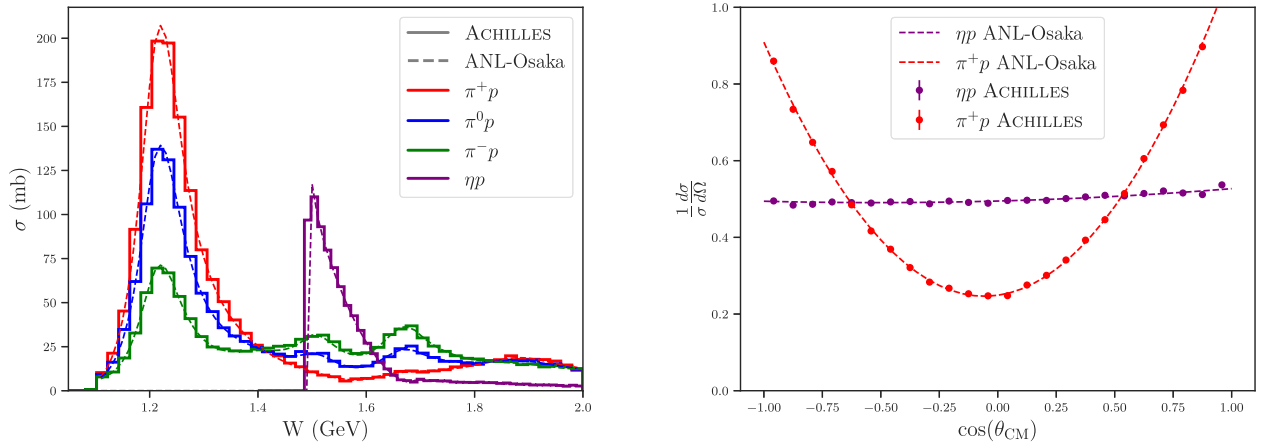 σ (mb)
200
175
150
125
100
75
50
25
0
1.2
1.4
1.6
1.8
2.0
W (GeV)
ACHILLES
ANL-Osaka
π⁺p
π⁰p
π⁻p
ηp
1/σ dσ/dΩ
1.0
0.8
0.6
0.4
0.2
0.0
−1.00
−0.75
−0.50
−0.25
0.00
0.25
0.50
0.75
1.00
cos(θ_CM)
ηp ANL-Osaka
π⁺p ANL-Osaka
ηp ACHILLES
π⁺p ACHILLES